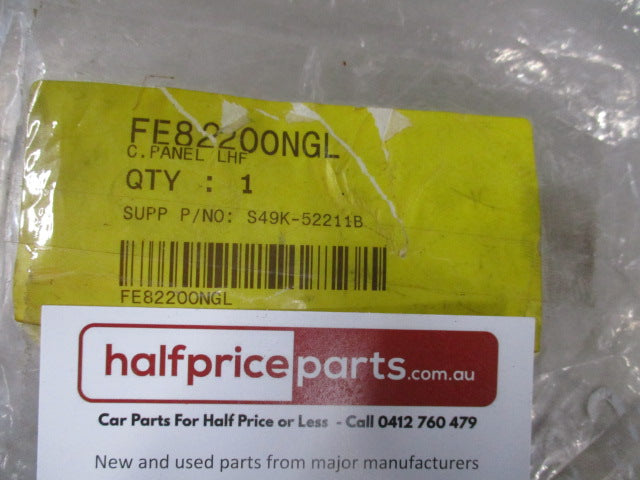 FE82200NGL
C.PANEL LHF
QTY : 1
SUPP P/NO: S49K-52211B
FE82200NGL
halfpriceparts.com.au
Car Parts For Half Price or Less - Call 0412 760 479
New and used parts from major manufacturers